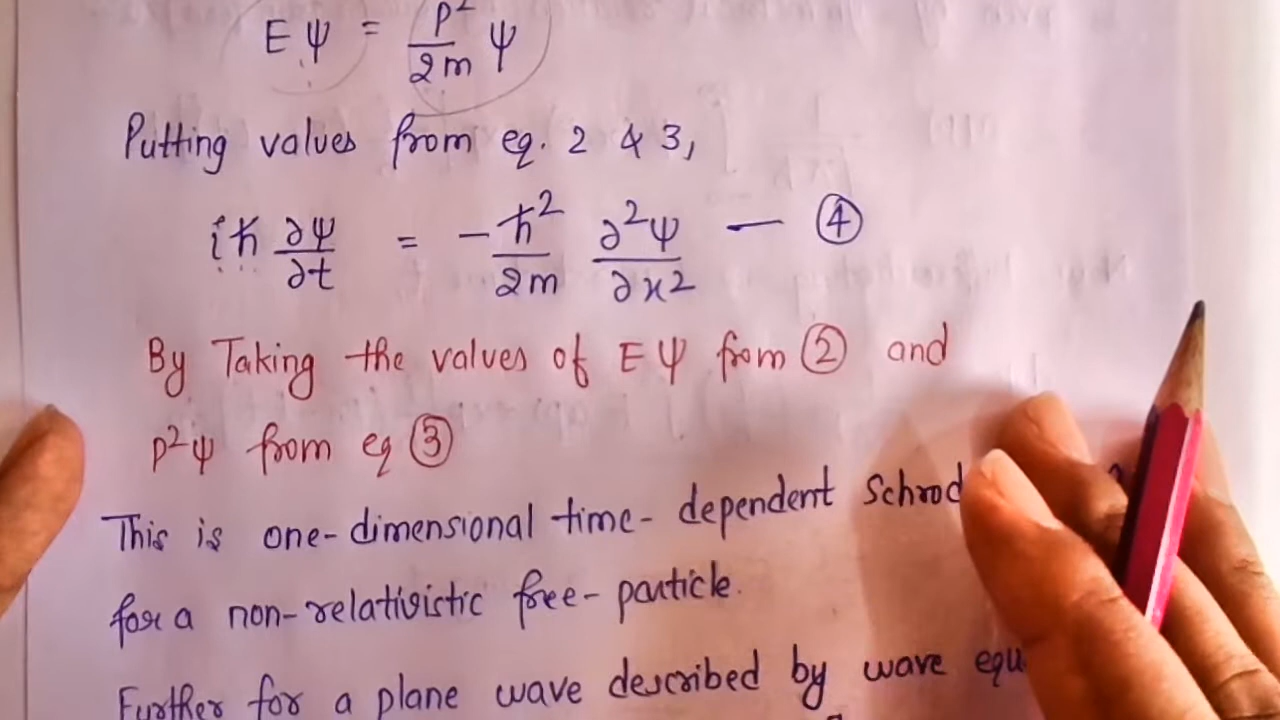 Eψ = p²/2m ψ
Putting values from eq. 2 & 3,
iħ ∂ψ/∂t = -ħ²/2m ∂²ψ/∂x² — ④
By Taking the values of Eψ from ② and
p²ψ from eq ③
This is one-dimensional time-dependent Schrod
for a non-relativistic free-particle.
Further for a plane wave described by wave equ